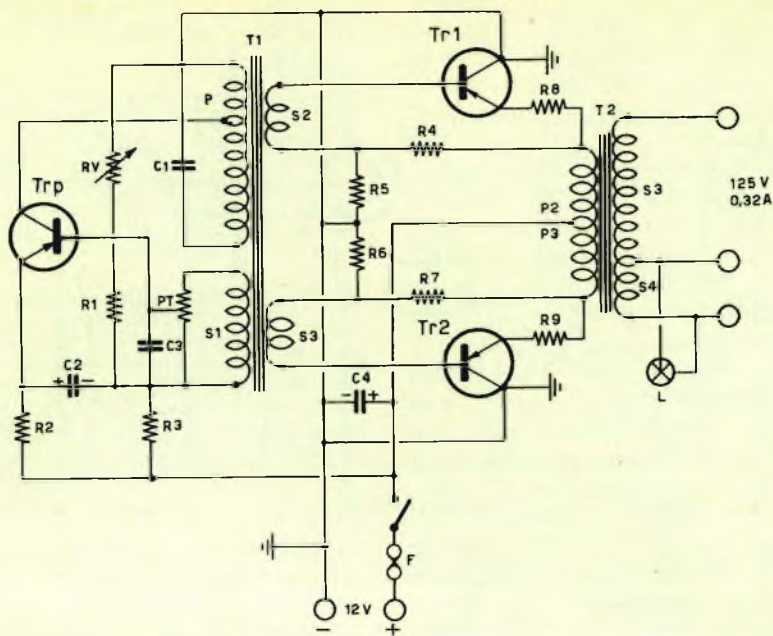 T1
Tr1
P
S2
R8
T2
RV
C1
R4
Trp
R5
S3
125 V
0,32A
P2
P3
R6
PT
R7
S4
R1
S1
C3
S3
Tr2
R9
C2
+ -
C4
- +
L
R2
R3
F
12 V
- +